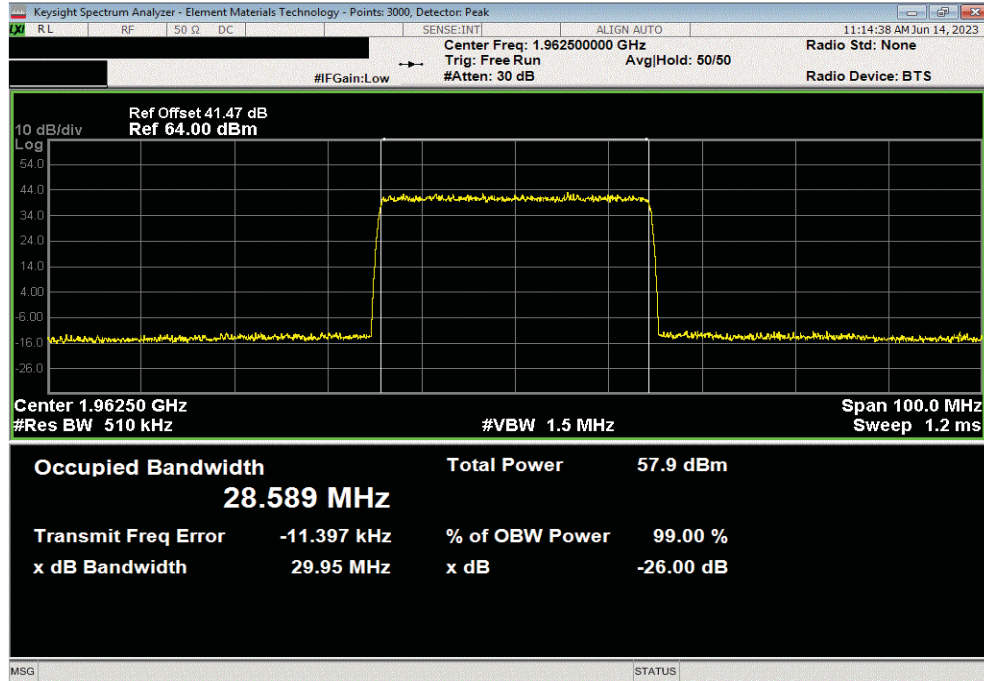 Keysight Spectrum Analyzer - Element Materials Technology - Points: 3000, Detector: Peak
LXI RL RF 50 Ω DC SENSE:INT ALIGN AUTO 11:14:38 AM Jun 14, 2023
Center Freq: 1.962500000 GHz Radio Std: None
Trig: Free Run Avg|Hold: 50/50
#IFGain:Low #Atten: 30 dB Radio Device: BTS
Ref Offset 41.47 dB
10 dB/div Ref 64.00 dBm
Log
54.0
44.0
34.0
24.0
14.0
4.00
-6.00
-16.0
-26.0
Center 1.96250 GHz Span 100.0 MHz
#Res BW 510 kHz #VBW 1.5 MHz Sweep 1.2 ms
Occupied Bandwidth Total Power 57.9 dBm
28.589 MHz
Transmit Freq Error -11.397 kHz % of OBW Power 99.00 %
x dB Bandwidth 29.95 MHz x dB -26.00 dB
MSG STATUS